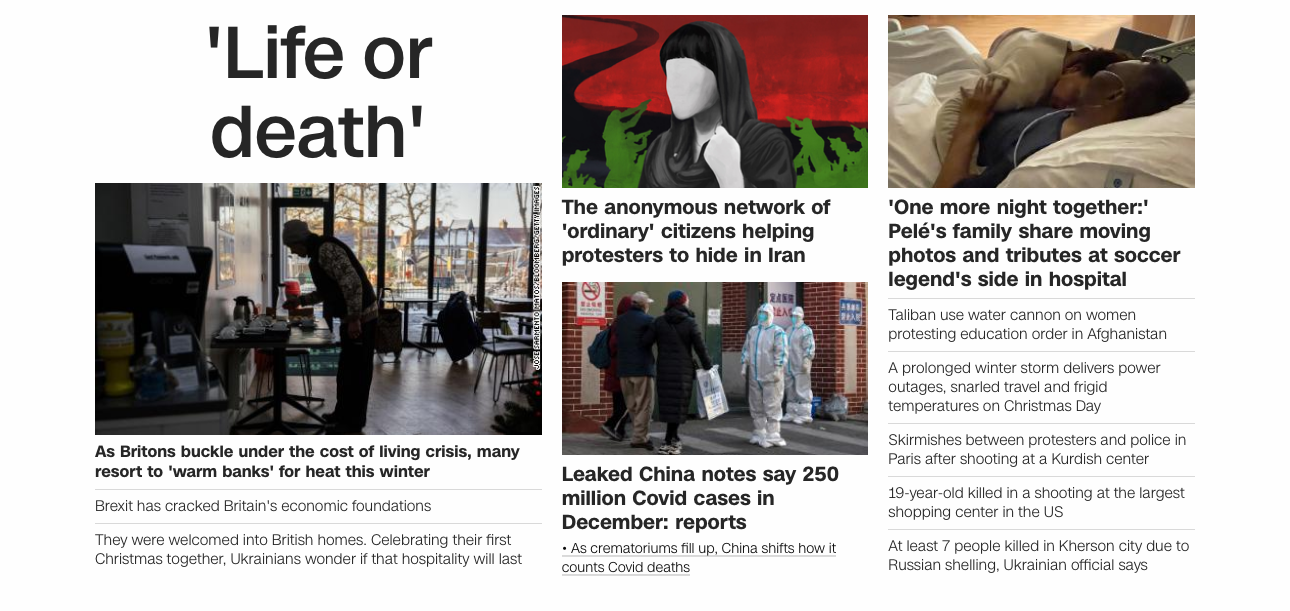 'Life or
death'
JOSE SARMENTO MATOS/BLOOMBERG/GETTY IMAGES
As Britons buckle under the cost of living crisis, many
resort to 'warm banks' for heat this winter
Brexit has cracked Britain's economic foundations
They were welcomed into British homes. Celebrating their first
Christmas together, Ukrainians wonder if that hospitality will last
The anonymous network of
'ordinary' citizens helping
protesters to hide in Iran
Leaked China notes say 250
million Covid cases in
December: reports
• As crematoriums fill up, China shifts how it
counts Covid deaths
'One more night together:'
Pelé's family share moving
photos and tributes at soccer
legend's side in hospital
Taliban use water cannon on women
protesting education order in Afghanistan
A prolonged winter storm delivers power
outages, snarled travel and frigid
temperatures on Christmas Day
Skirmishes between protesters and police in
Paris after shooting at a Kurdish center
19-year-old killed in a shooting at the largest
shopping center in the US
At least 7 people killed in Kherson city due to
Russian shelling, Ukrainian official says